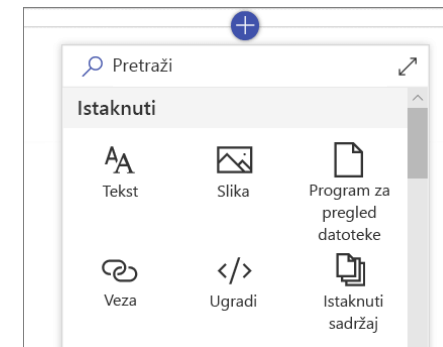 Pretraži
Istaknuti
Tekst
Slika
Program za
pregled
datoteke
Veza
Ugradi
Istaknuti
sadržaj